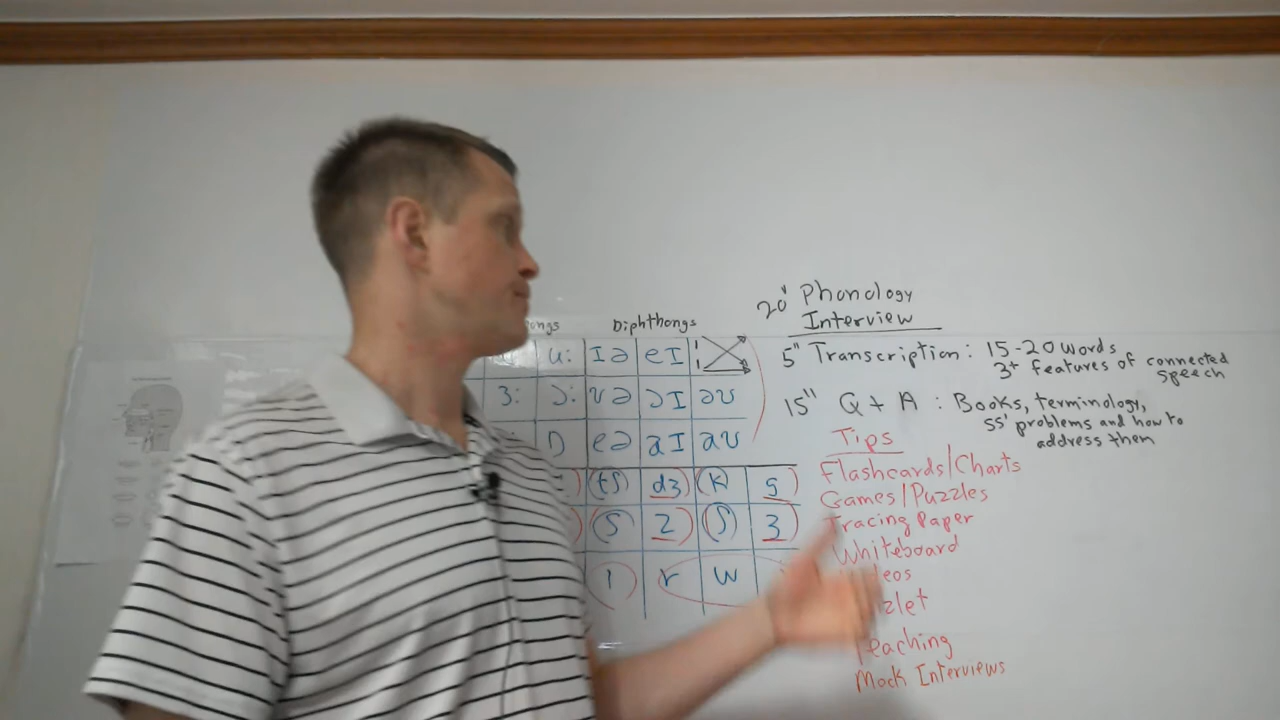 Diphthongs
20' Phonology
Interview
u: Iə eI
3: ɔ: ʊə ɔI əʊ
ɒ eə aI aʊ
(tʃ) dʒ) (k g)
(s z) (ʃ ʒ)
l r w
5" Transcription: 15-20 words
3+ features of connected
speech
15" Q + A: Books, terminology,
SS' problems and how to
address them
Tips
Flashcards/Charts
Games/Puzzles
Tracing Paper
Whiteboard
Teaching
Mock Interviews